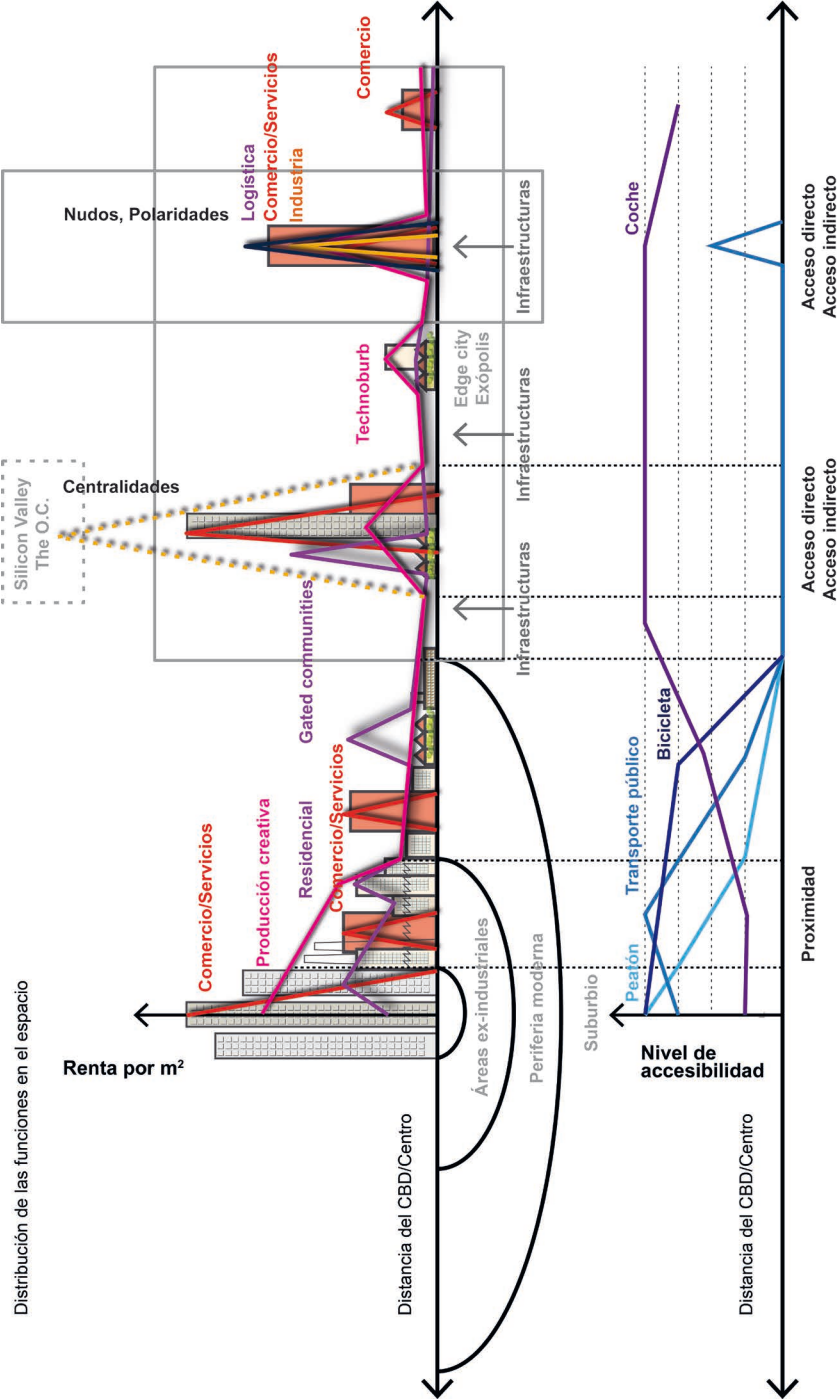 Distribución de las funciones en el espacio
Silicon Valley
The O.C.
Centralidades
Nudos, Polaridades
Renta por m²
Comercio/Servicios
Producción creativa
Residencial
Comercio/Servicios
Gated communities
Technoburb
Logística
Comercio/Servicios
Industria
Comercio
Distancia del CBD/Centro
Áreas ex-industriales
Periferia moderna
Suburbio
Infraestructuras
Infraestructuras
Edge city
Exópolis
Infraestructuras
Infraestructuras
Nivel de
accesibilidad
Peatón
Transporte público
Bicicleta
Coche
Distancia del CBD/Centro
Proximidad
Acceso directo
Acceso indirecto
Acceso directo
Acceso indirecto